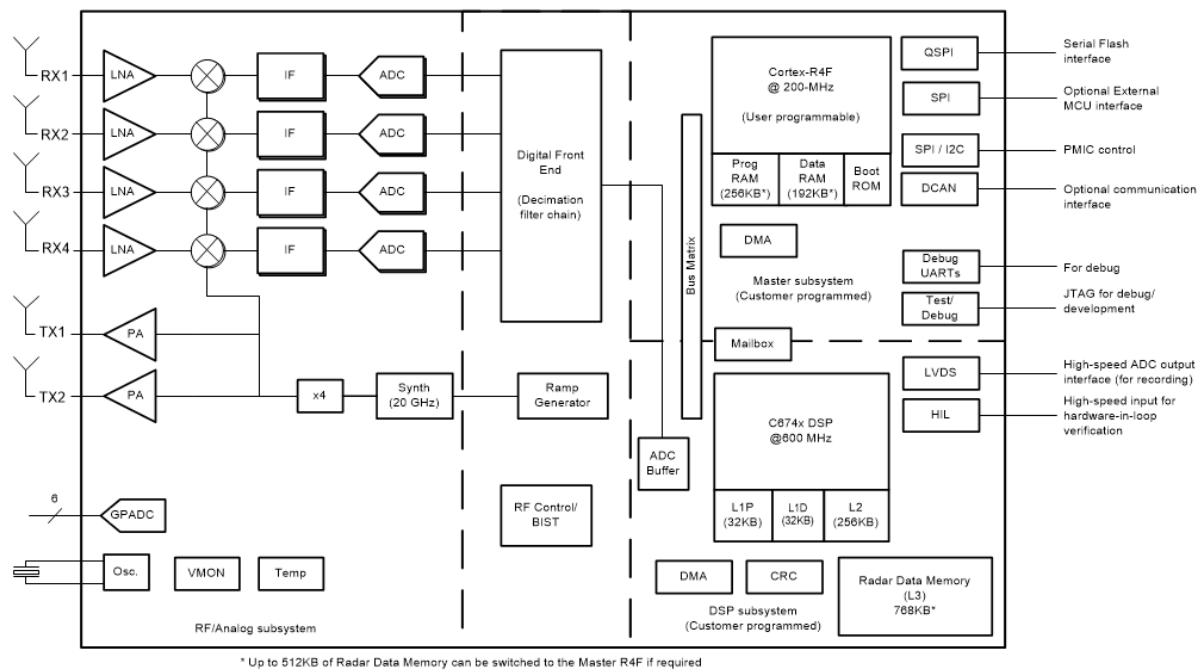 RX1
LNA
IF
ADC
RX2
LNA
IF
ADC
RX3
LNA
IF
ADC
RX4
LNA
IF
ADC
TX1
PA
TX2
PA
x4
Synth
(20 GHz)
6
GPADC
Osc.
VMON
Temp
RF/Analog subsystem
Digital Front
End
(Decimation
filter chain)
Ramp
Generator
RF Control/
BIST
ADC
Buffer
Bus Matrix
Cortex-R4F
@ 200-MHz
(User programmable)
Prog
RAM
(256KB*)
Data
RAM
(192KB*)
Boot
ROM
DMA
Master subsystem
(Customer programmed)
Mailbox
QSPI
Serial Flash
interface
SPI
Optional External
MCU interface
SPI / I2C
PMIC control
DCAN
Optional communication
interface
Debug
UARTs
For debug
Test/
Debug
JTAG for debug/
development
LVDS
High-speed ADC output
interface (for recording)
HIL
High-speed input for
hardware-in-loop
verification
C674x DSP
@600 MHz
L1P
(32KB)
L1D
(32KB)
L2
(256KB)
DMA
CRC
DSP subsystem
(Customer programmed)
Radar Data Memory
(L3)
768KB*
* Up to 512KB of Radar Data Memory can be switched to the Master R4F if required